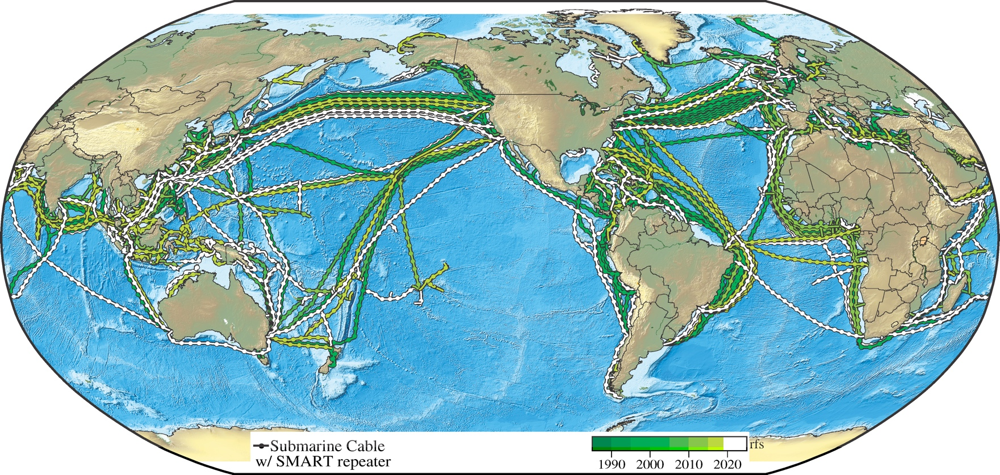 Submarine Cable
w/ SMART repeater
rfs
1990 2000 2010 2020